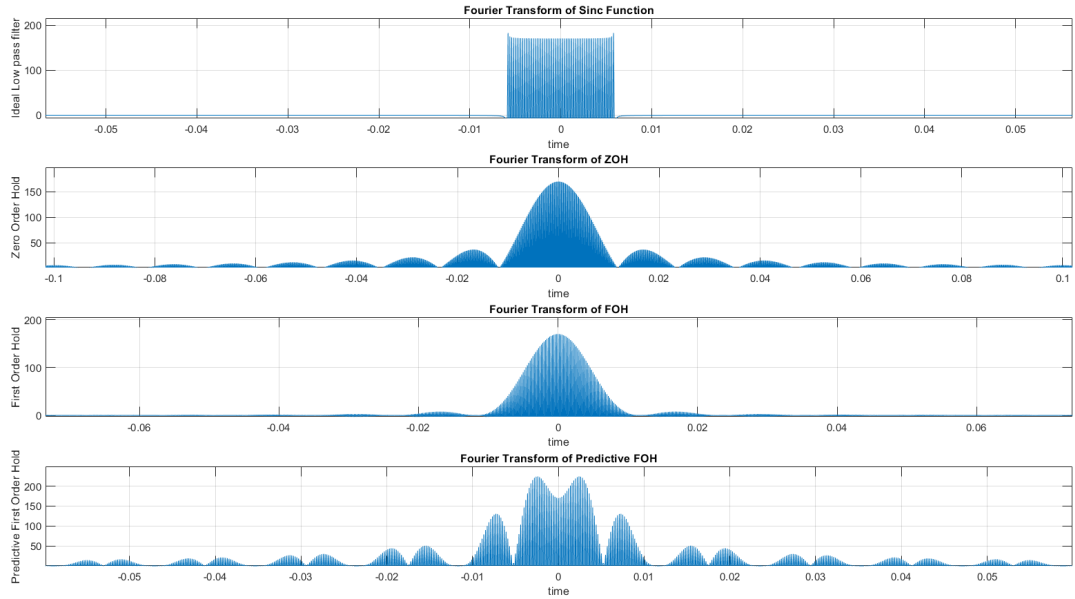 Fourier Transform of Sinc Function
Ideal Low pass filter
200
100
0
-0.05 -0.04 -0.03 -0.02 -0.01 0 0.01 0.02 0.03 0.04 0.05
time
Fourier Transform of ZOH
Zero Order Hold
150
100
50
-0.1 -0.08 -0.06 -0.04 -0.02 0 0.02 0.04 0.06 0.08 0.1
time
Fourier Transform of FOH
First Order Hold
200
100
0
-0.06 -0.04 -0.02 0 0.02 0.04 0.06
time
Fourier Transform of Predictive FOH
Predictive First Order Hold
200
150
100
50
-0.05 -0.04 -0.03 -0.02 -0.01 0 0.01 0.02 0.03 0.04 0.05
time